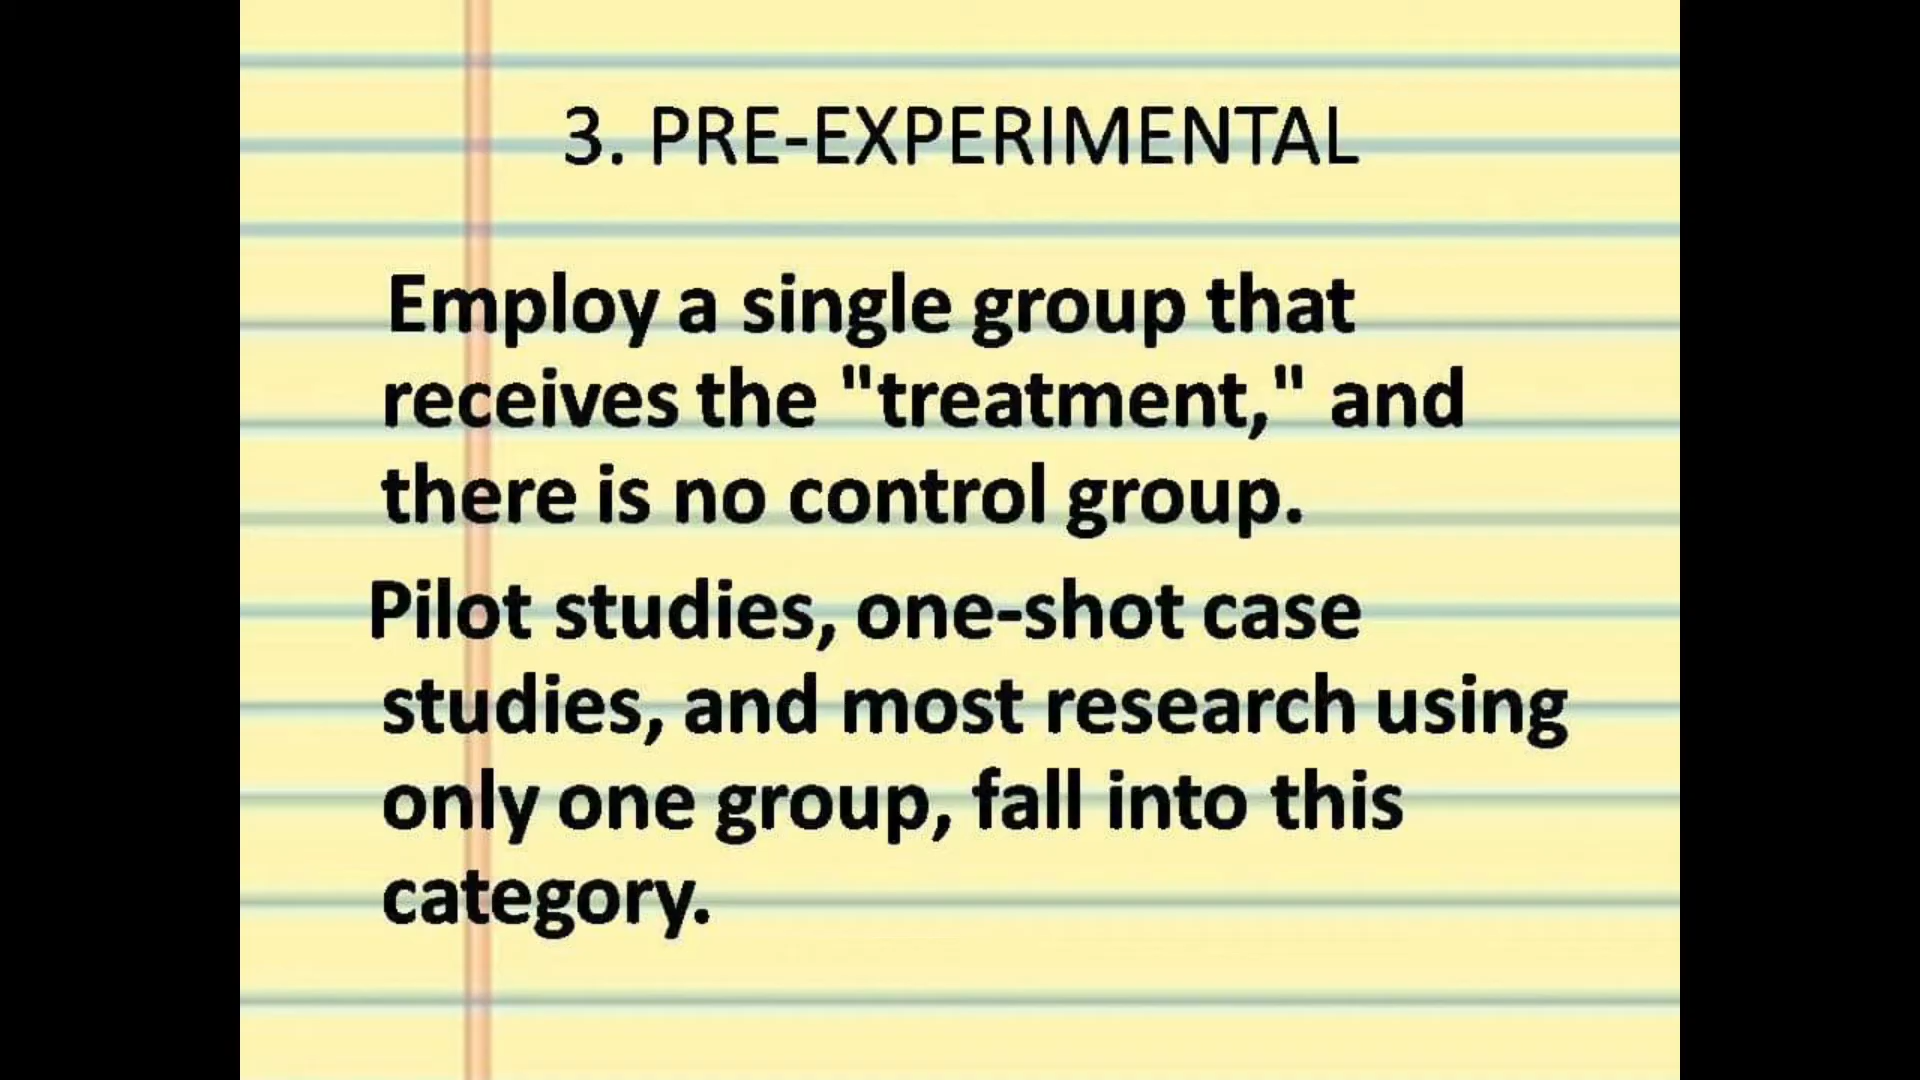 3. PRE-EXPERIMENTAL
Employ a single group that
receives the "treatment," and
there is no control group.
Pilot studies, one-shot case
studies, and most research using
only one group, fall into this
category.